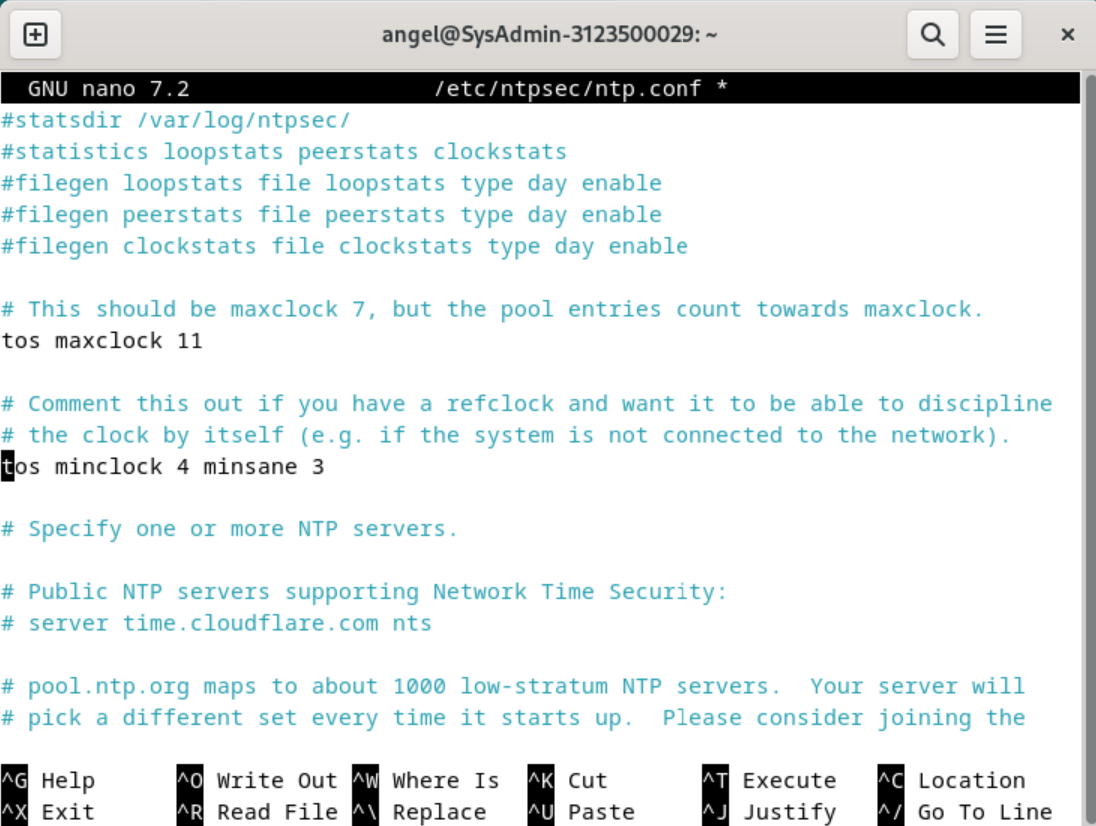 angel@SysAdmin-3123500029: ~
GNU nano 7.2 /etc/ntpsec/ntp.conf *
#statsdir /var/log/ntpsec/
#statistics loopstats peerstats clockstats
#filegen loopstats file loopstats type day enable
#filegen peerstats file peerstats type day enable
#filegen clockstats file clockstats type day enable
# This should be maxclock 7, but the pool entries count towards maxclock.
tos maxclock 11
# Comment this out if you have a refclock and want it to be able to discipline
# the clock by itself (e.g. if the system is not connected to the network).
tos minclock 4 minsane 3
# Specify one or more NTP servers.
# Public NTP servers supporting Network Time Security:
# server time.cloudflare.com nts
# pool.ntp.org maps to about 1000 low-stratum NTP servers.  Your server will
# pick a different set every time it starts up.  Please consider joining the
^G Help ^O Write Out ^W Where Is ^K Cut ^T Execute ^C Location
^X Exit ^R Read File ^\ Replace ^U Paste ^J Justify ^/ Go To Line